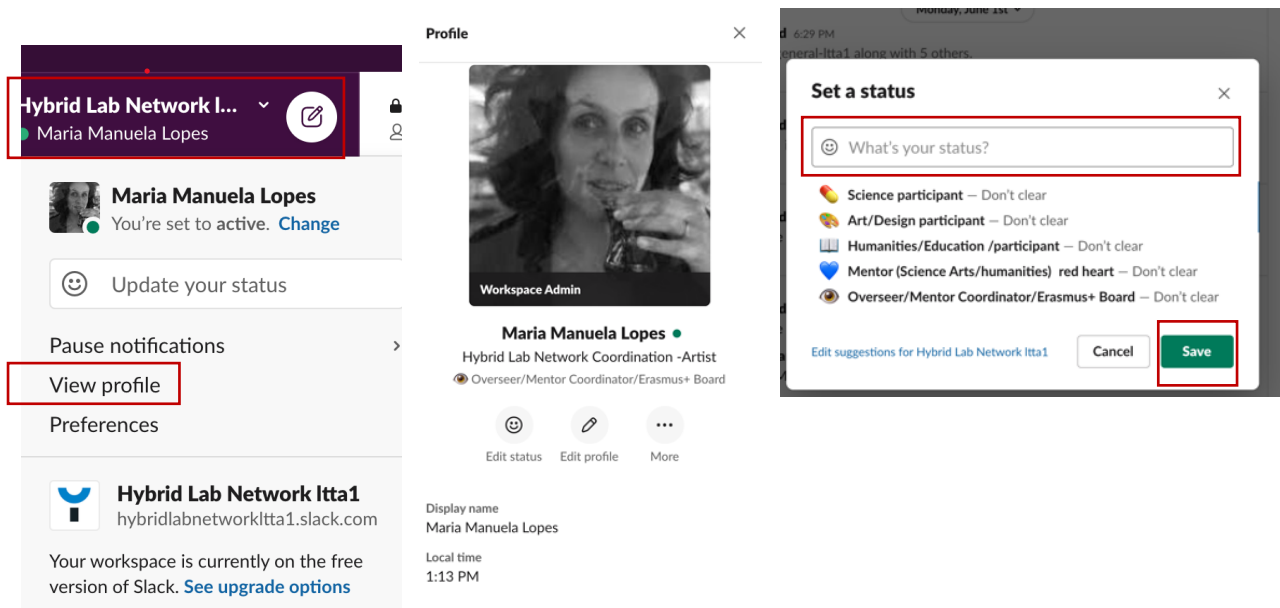 Hybrid Lab Network l...
Maria Manuela Lopes
Maria Manuela Lopes
You're set to active. Change
Update your status
Pause notifications
View profile
Preferences
Hybrid Lab Network ltta1
hybridlabnetworkltta1.slack.com
Your workspace is currently on the free
version of Slack. See upgrade options
Profile
Workspace Admin
Maria Manuela Lopes
Hybrid Lab Network Coordination -Artist
Overseer/Mentor Coordinator/Erasmus+ Board
Edit status Edit profile More
Display name
Maria Manuela Lopes
Local time
1:13 PM
Monday, June 1st
d 6:29 PM
eneral-ltta1 along with 5 others.
Set a status
What's your status?
Science participant — Don't clear
Art/Design participant — Don't clear
Humanities/Education /participant — Don't clear
Mentor (Science Arts/humanities) red heart — Don't clear
Overseer/Mentor Coordinator/Erasmus+ Board — Don't clear
Edit suggestions for Hybrid Lab Network ltta1 Cancel Save